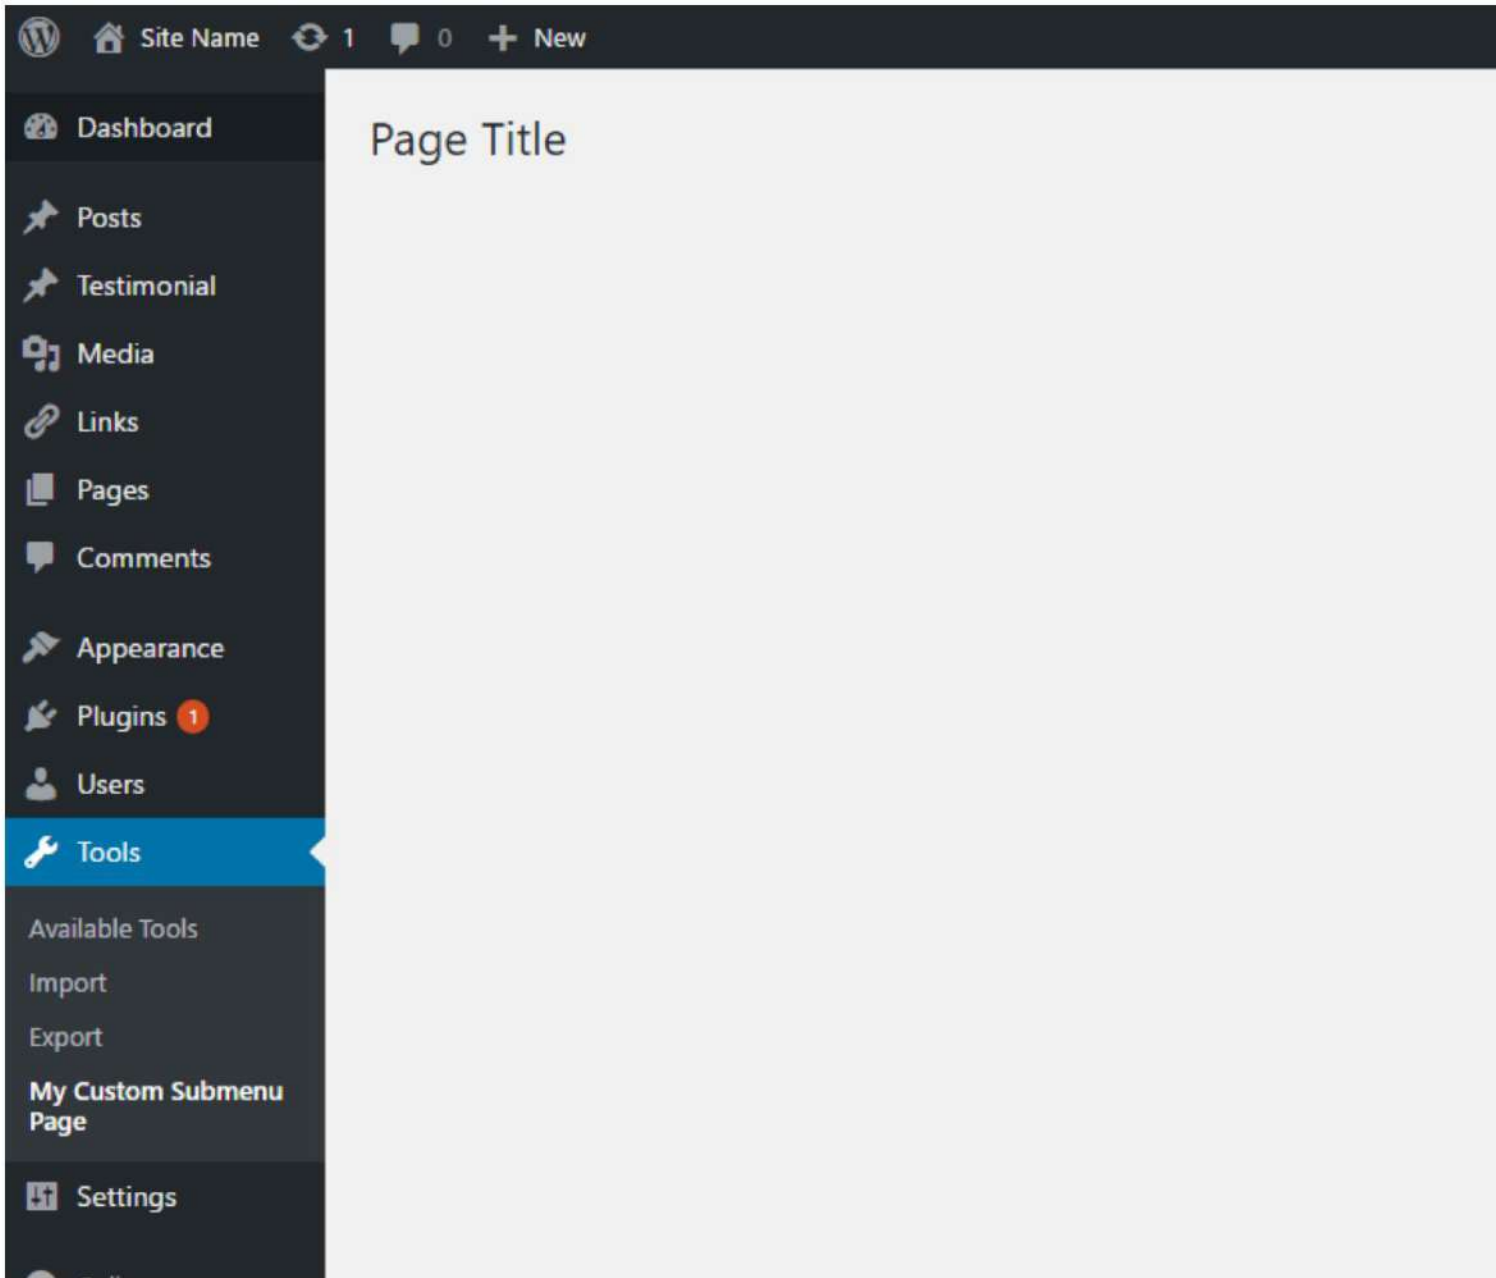 Site Name 1 0 New
Dashboard
Page Title
Posts
Testimonial
Media
Links
Pages
Comments
Appearance
Plugins 1
Users
Tools
Available Tools
Import
Export
My Custom Submenu
Page
Settings